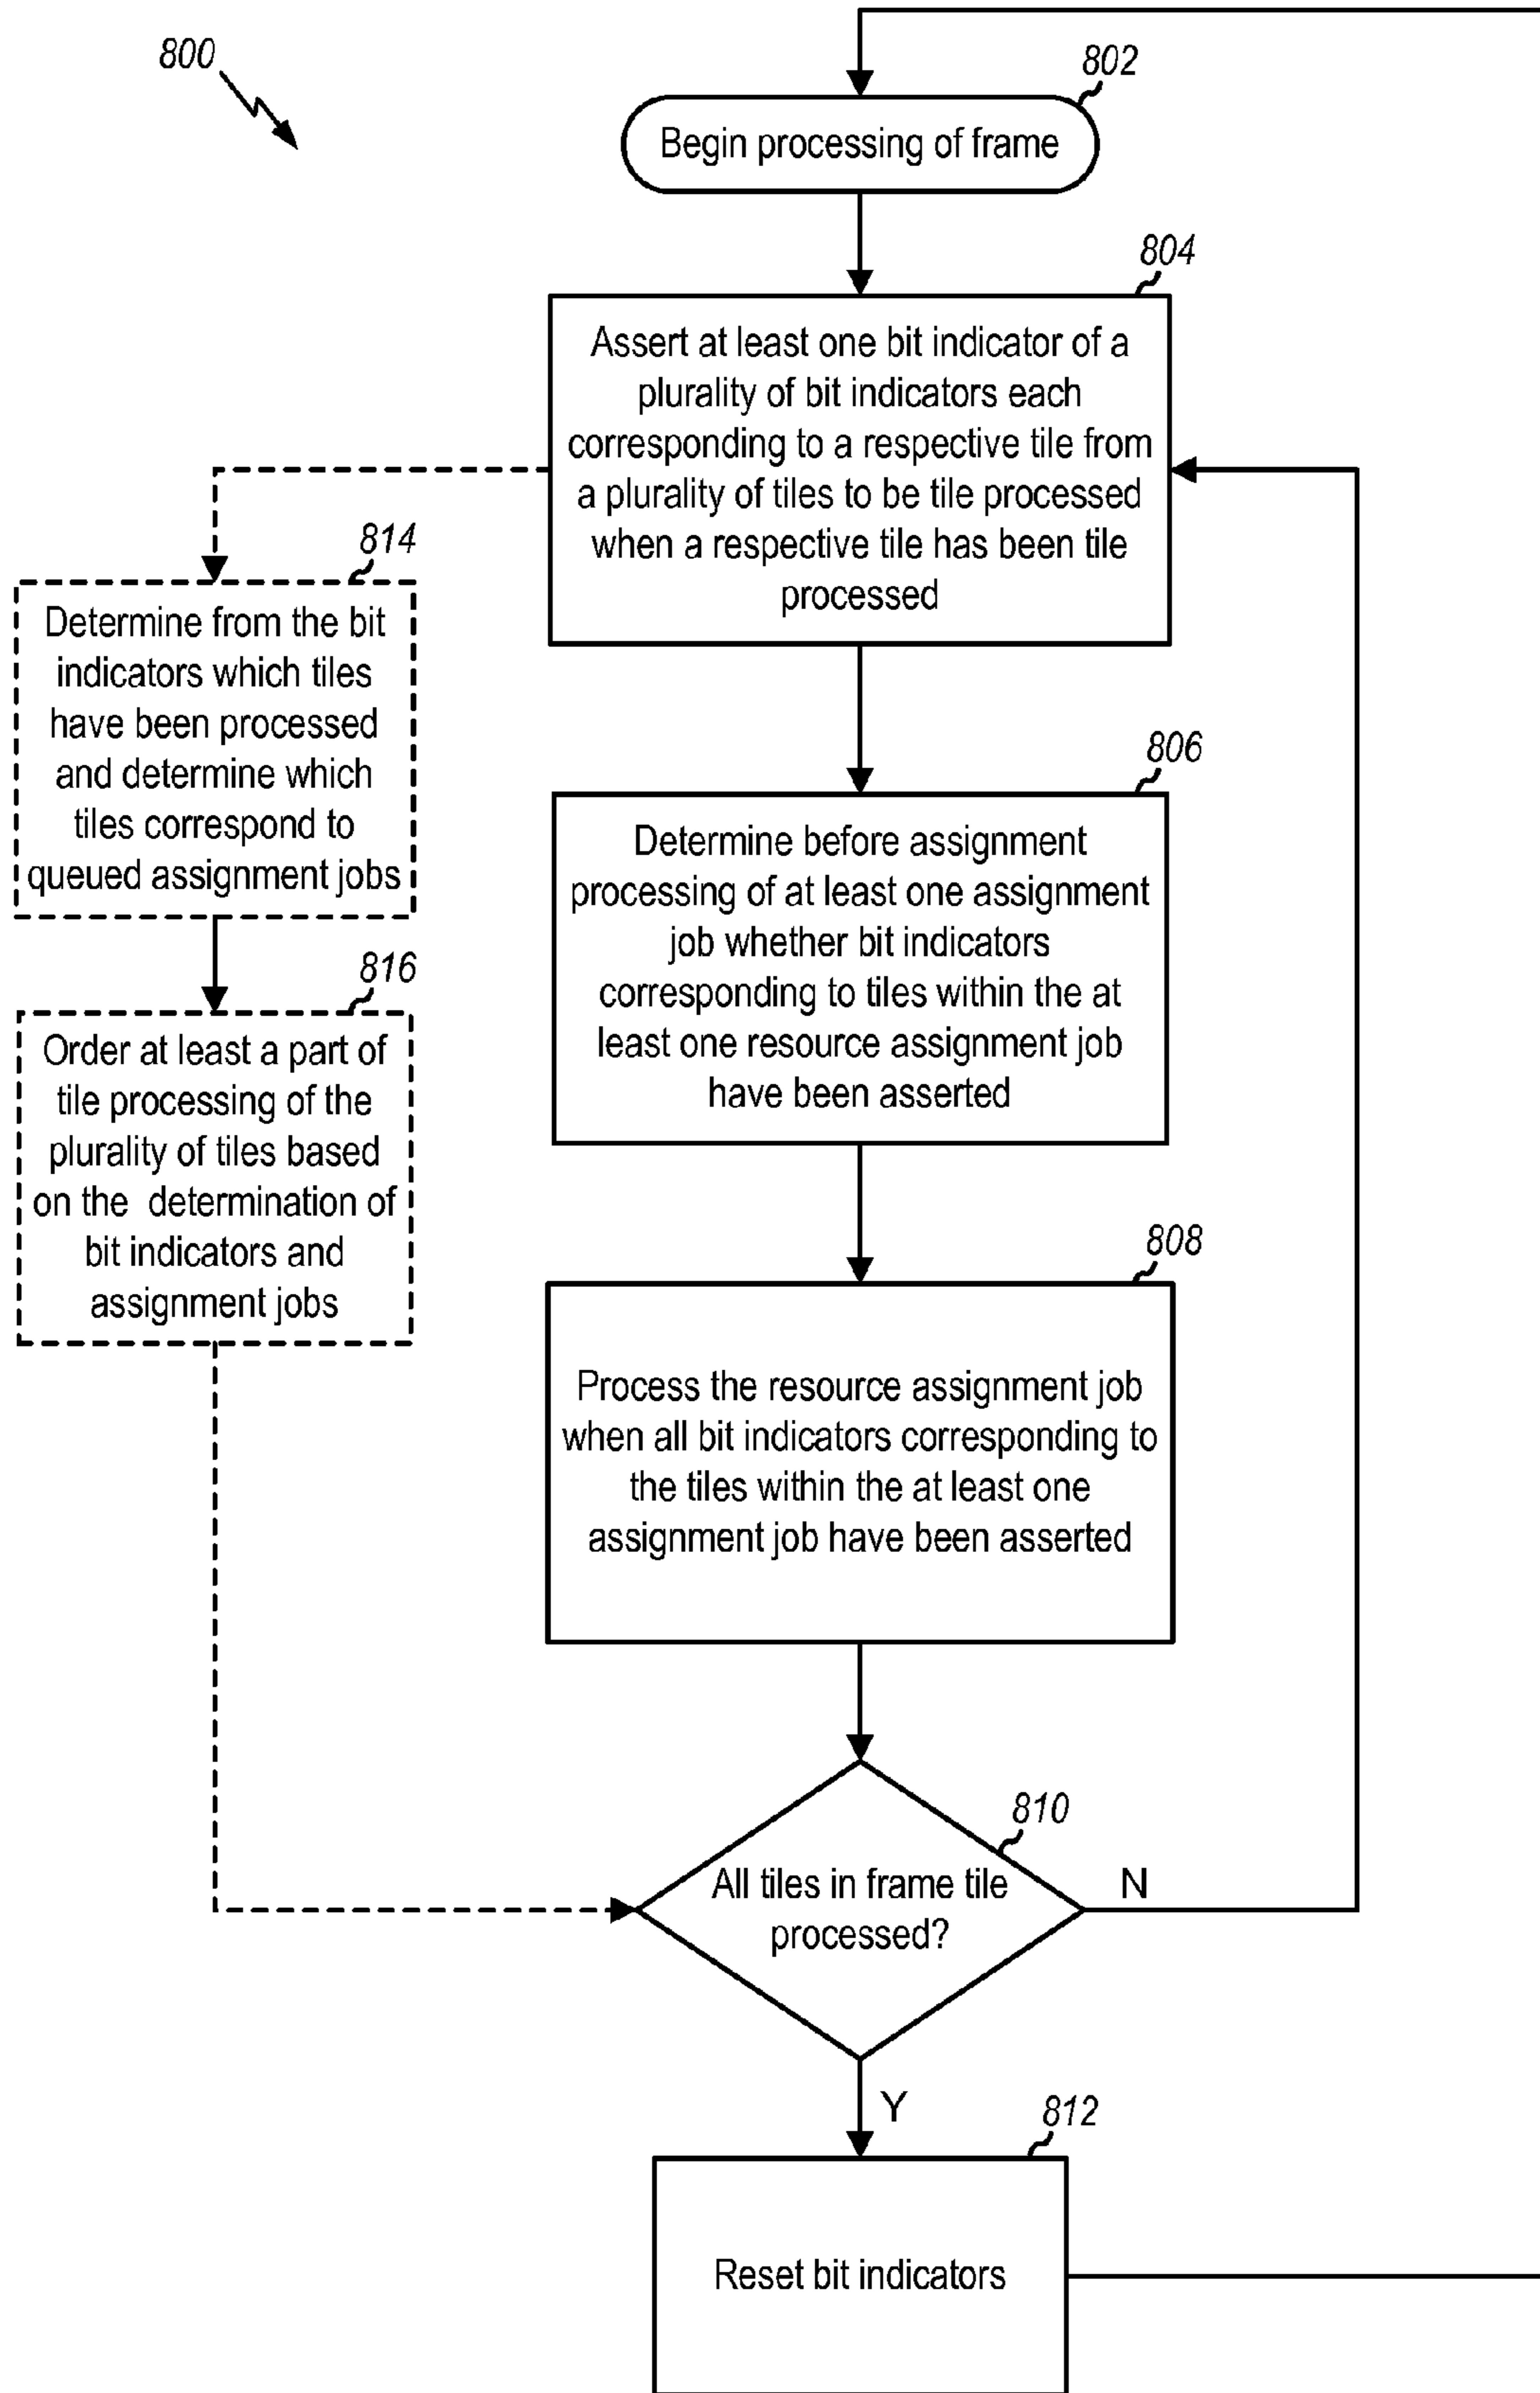 800
802
Begin processing of frame
804
Assert at least one bit indicator of a
plurality of bit indicators each
corresponding to a respective tile from
a plurality of tiles to be tile processed
when a respective tile has been tile
processed
814
Determine from the bit
indicators which tiles
have been processed
and determine which
tiles correspond to
queued assignment jobs
816
Order at least a part of
tile processing of the
plurality of tiles based
on the determination of
bit indicators and
assignment jobs
806
Determine before assignment
processing of at least one assignment
job whether bit indicators
corresponding to tiles within the at
least one resource assignment job
have been asserted
808
Process the resource assignment job
when all bit indicators corresponding to
the tiles within the at least one
assignment job have been asserted
810
All tiles in frame tile
processed?
N
Y
812
Reset bit indicators